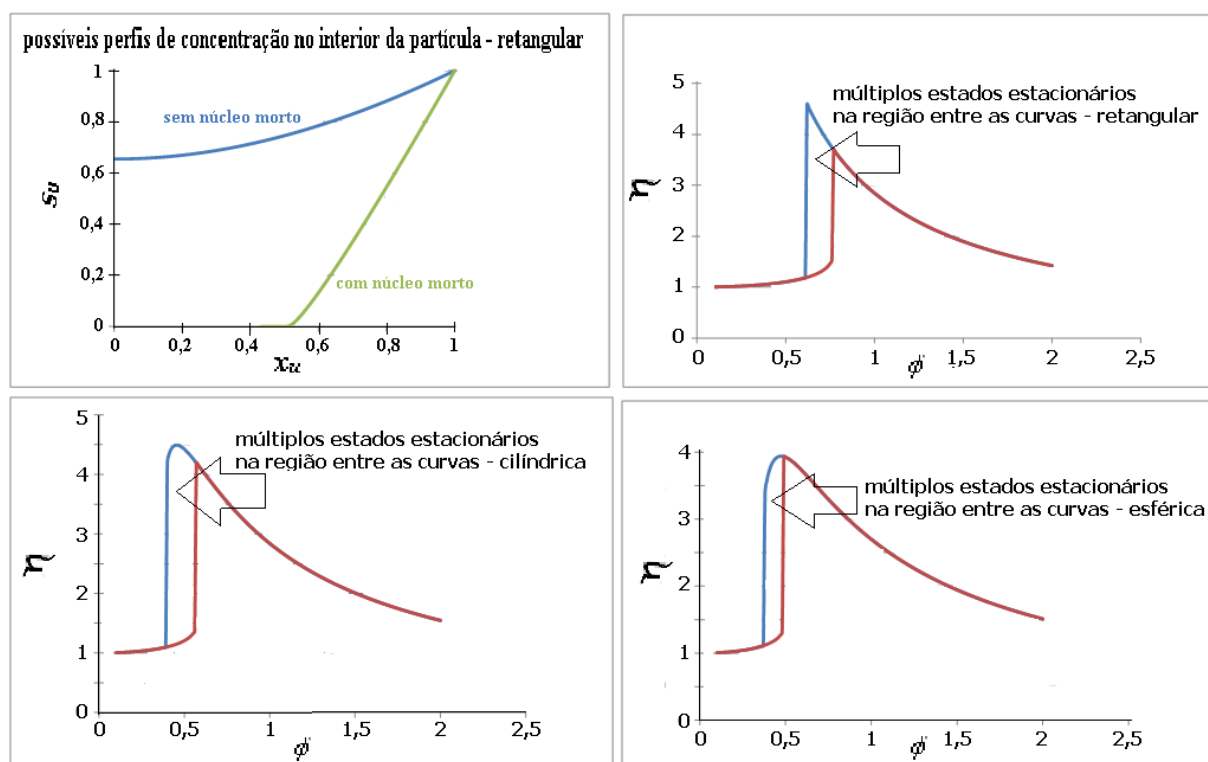 possíveis perfis de concentração no interior da partícula - retangular
1
0,8
0,6
0,4
0,2
0
sem núcleo morto
com núcleo morto
su
0
0,2
0,4
0,6
0,8
1
xu
5
4
3
2
1
0
múltiplos estados estacionários
na região entre as curvas - retangular
η
0
0,5
1
1,5
2
2,5
ϕ
5
4
3
2
1
0
múltiplos estados estacionários
na região entre as curvas - cilíndrica
η
0
0,5
1
1,5
2
2,5
ϕ
4
3
2
1
0
múltiplos estados estacionários
na região entre as curvas - esférica
η
0
0,5
1
1,5
2
2,5
ϕ